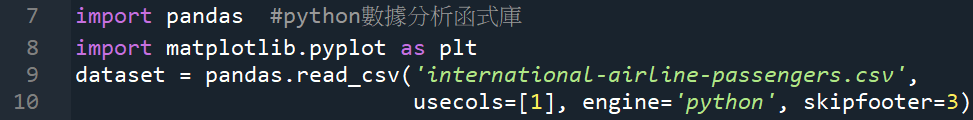 7 import pandas  #python數據分析函式庫
8 import matplotlib.pyplot as plt
9 dataset = pandas.read_csv('international-airline-passengers.csv',
10                           usecols=[1], engine='python', skipfooter=3)